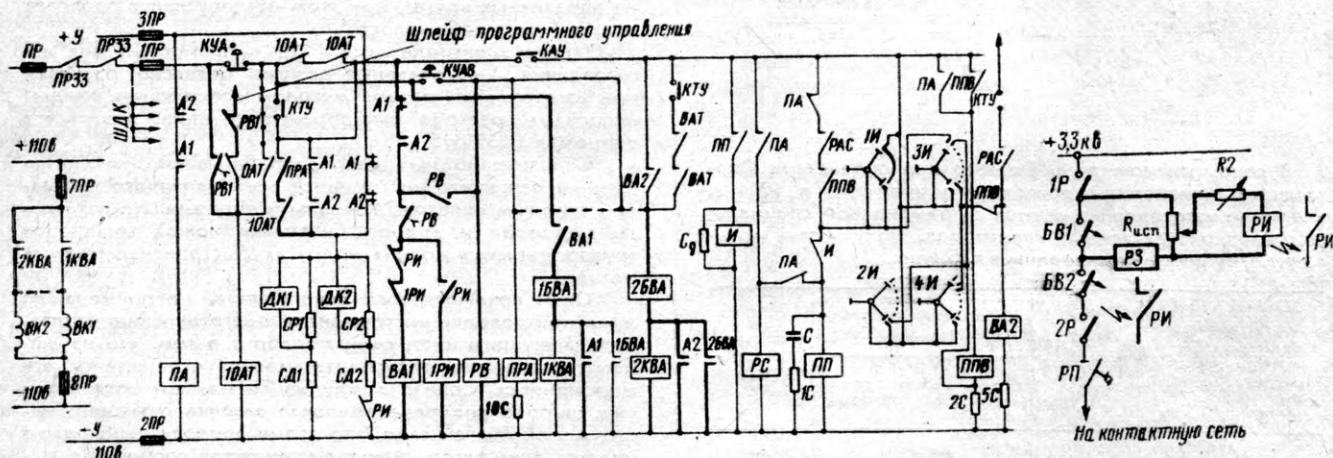 3ПР
+У
ПР
ПРЗЗ
ПРЗЗ
1ПР
КУА
10АТ
10АТ
Шлейф программного управления
КАУ
КУАВ
ШДК
А2
А1
РВ1
РВ1
КТУ
0АТ
ПРА
10АТ
А1
А2
А1
А2
А1
А2
РВ
РВ
РИ
1РИ
РИ
ВА1
ВА2
КТУ
ВАТ
ВАТ
ПП
ПА
ПА
РАС
ППВ
ПА
И
1И
3И
2И
4И
ПА
ППВ
КТУ
РАС
ППВ
+110В
7ПР
2КВА
1КВА
ВК2
ВК1
8ПР
−110В
ДК1
СР1
ДК2
СР2
СД1
СД2
РИ
ПА
10АТ
ВА1
1РИ
РВ
ПРА
10С
1БВА
1КВА
А1
1БВА
2БВА
2КВА
А2
2БВА
Сд
И
РС
С
1С
ПП
ППВ
2С
ВА2
5С
−У
110В
2ПР
+3,3 кв
1Р
БВ1
БВ2
2Р
РП
Rи.сп
РЗ
R2
РИ
РИ
РИ
На контактную сеть